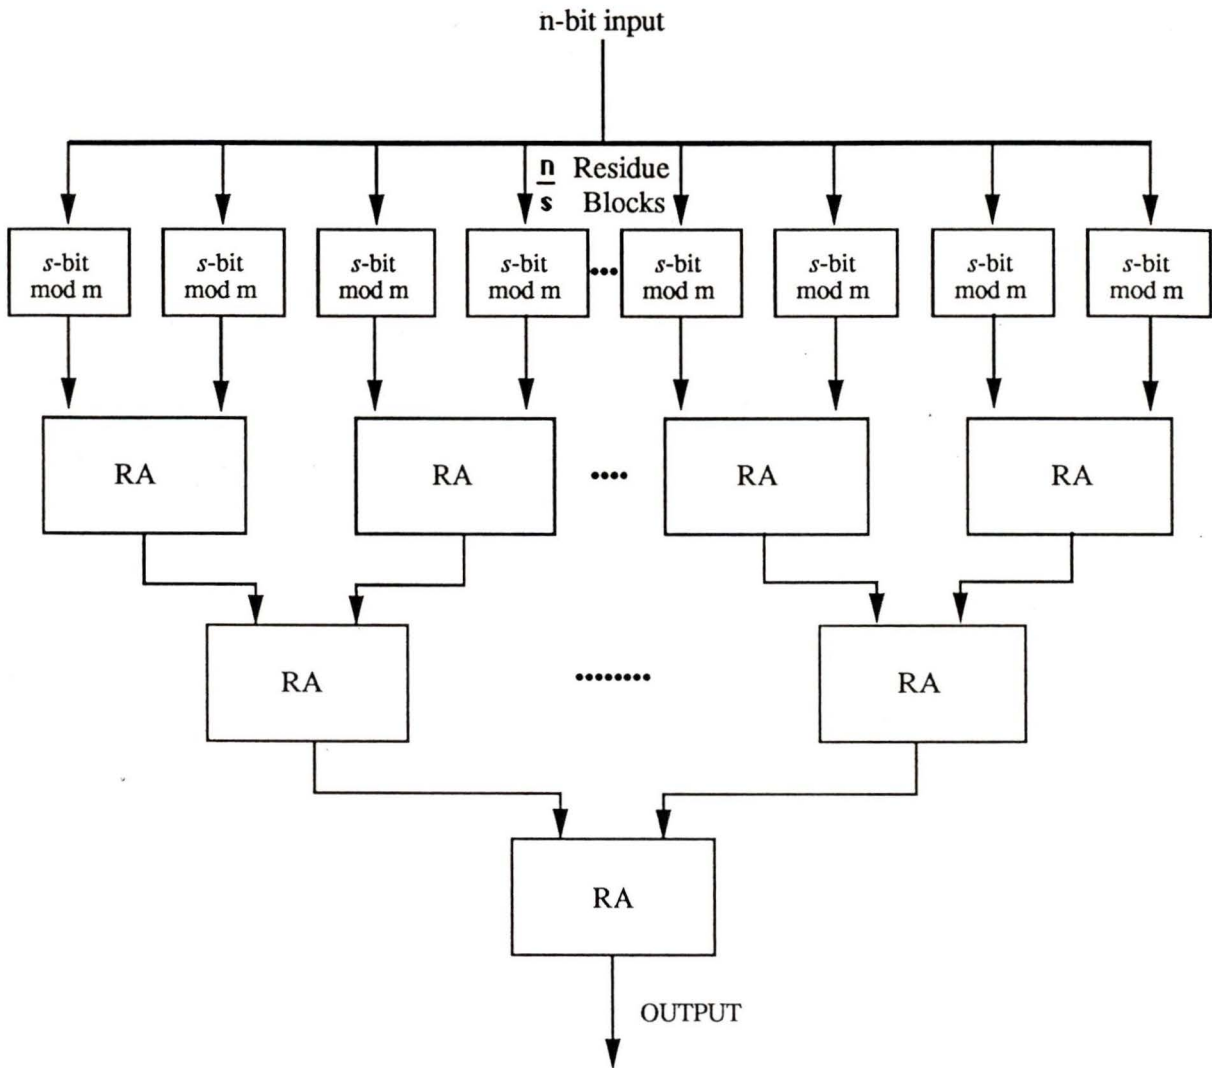 n-bit input
n Residue
s Blocks
s-bit s-bit s-bit s-bit s-bit s-bit s-bit s-bit
mod m mod m mod m mod m mod m mod m mod m mod m
RA RA RA RA
RA RA
RA
OUTPUT